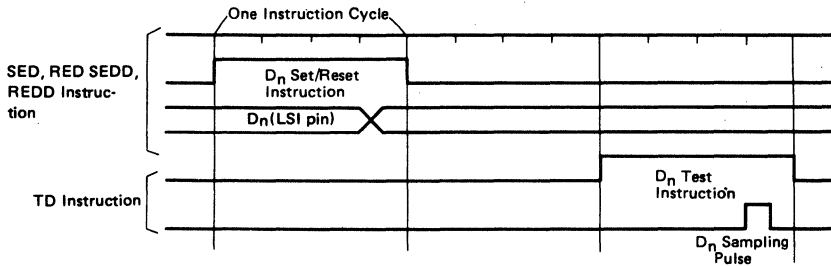 One Instruction Cycle
SED, RED SEDD,
REDD Instruc-
tion
Dn Set/Reset
Instruction
Dn(LSI pin)
TD Instruction
Dn Test
Instruction
Dn Sampling
Pulse